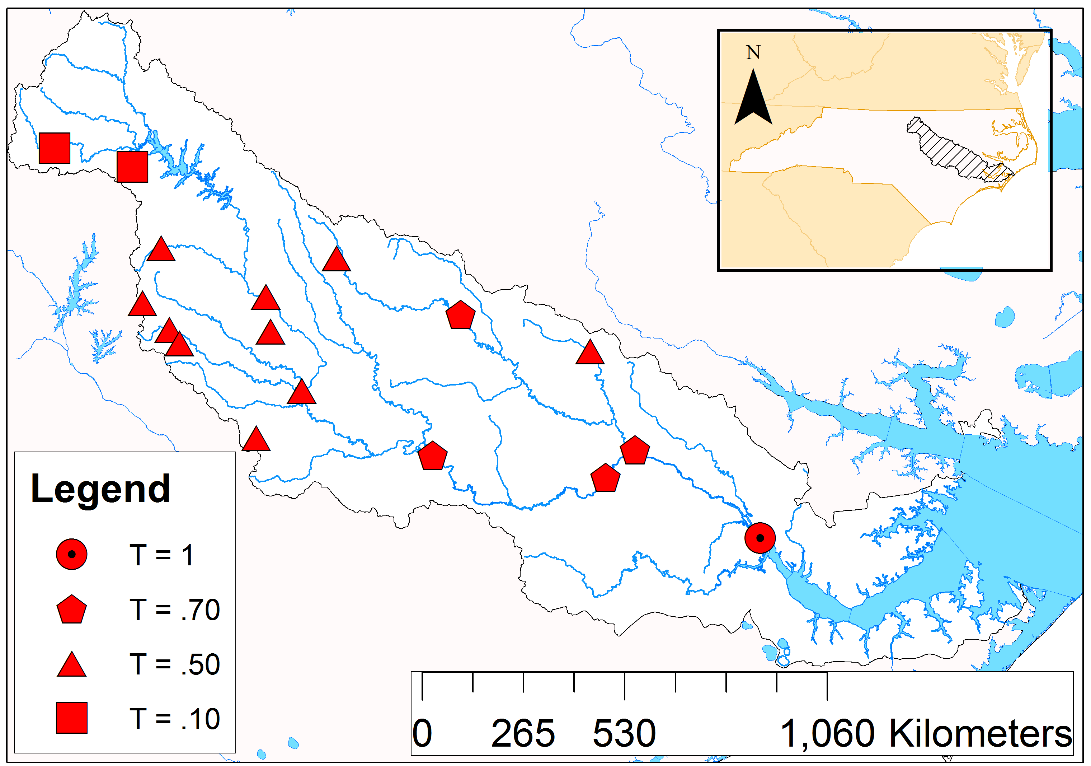 N
Legend
T = 1
T = .70
T = .50
T = .10
0 265 530 1,060 Kilometers